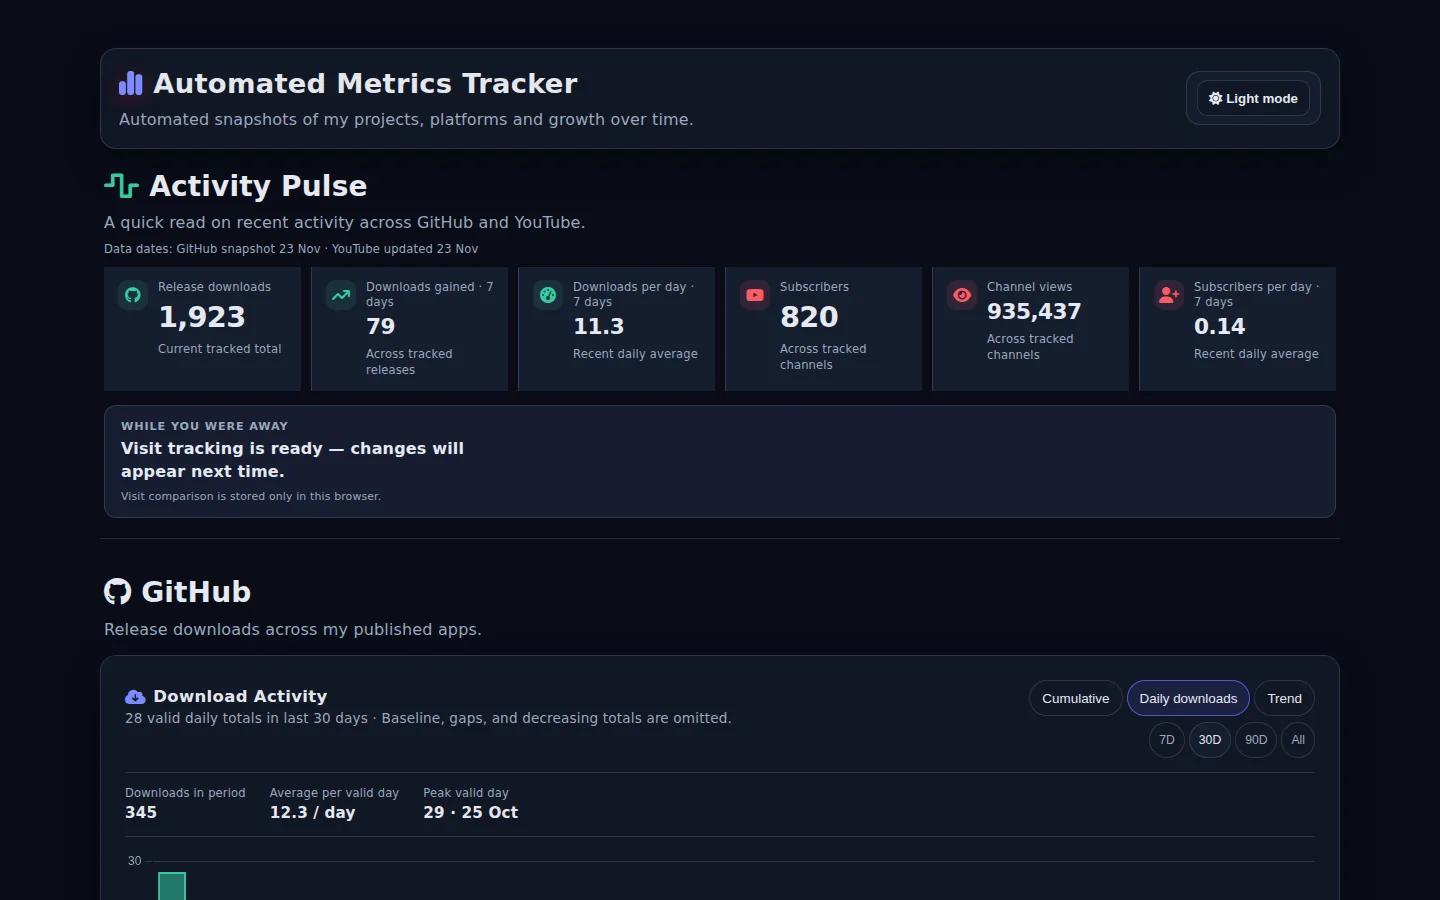 Automated Metrics Tracker
Automated snapshots of my projects, platforms and growth over time.
Light mode
Activity Pulse
A quick read on recent activity across GitHub and YouTube.
Data dates: GitHub snapshot 23 Nov · YouTube updated 23 Nov
Release downloads
1,923
Current tracked total
Downloads gained · 7
days
79
Across tracked
releases
Downloads per day ·
7 days
11.3
Recent daily average
Subscribers
820
Across tracked
channels
Channel views
935,437
Across tracked
channels
Subscribers per day ·
7 days
0.14
Recent daily average
WHILE YOU WERE AWAY
Visit tracking is ready — changes will
appear next time.
Visit comparison is stored only in this browser.
GitHub
Release downloads across my published apps.
Download Activity
28 valid daily totals in last 30 days · Baseline, gaps, and decreasing totals are omitted.
Cumulative
Daily downloads
Trend
7D
30D
90D
All
Downloads in period
345
Average per valid day
12.3 / day
Peak valid day
29 · 25 Oct
30